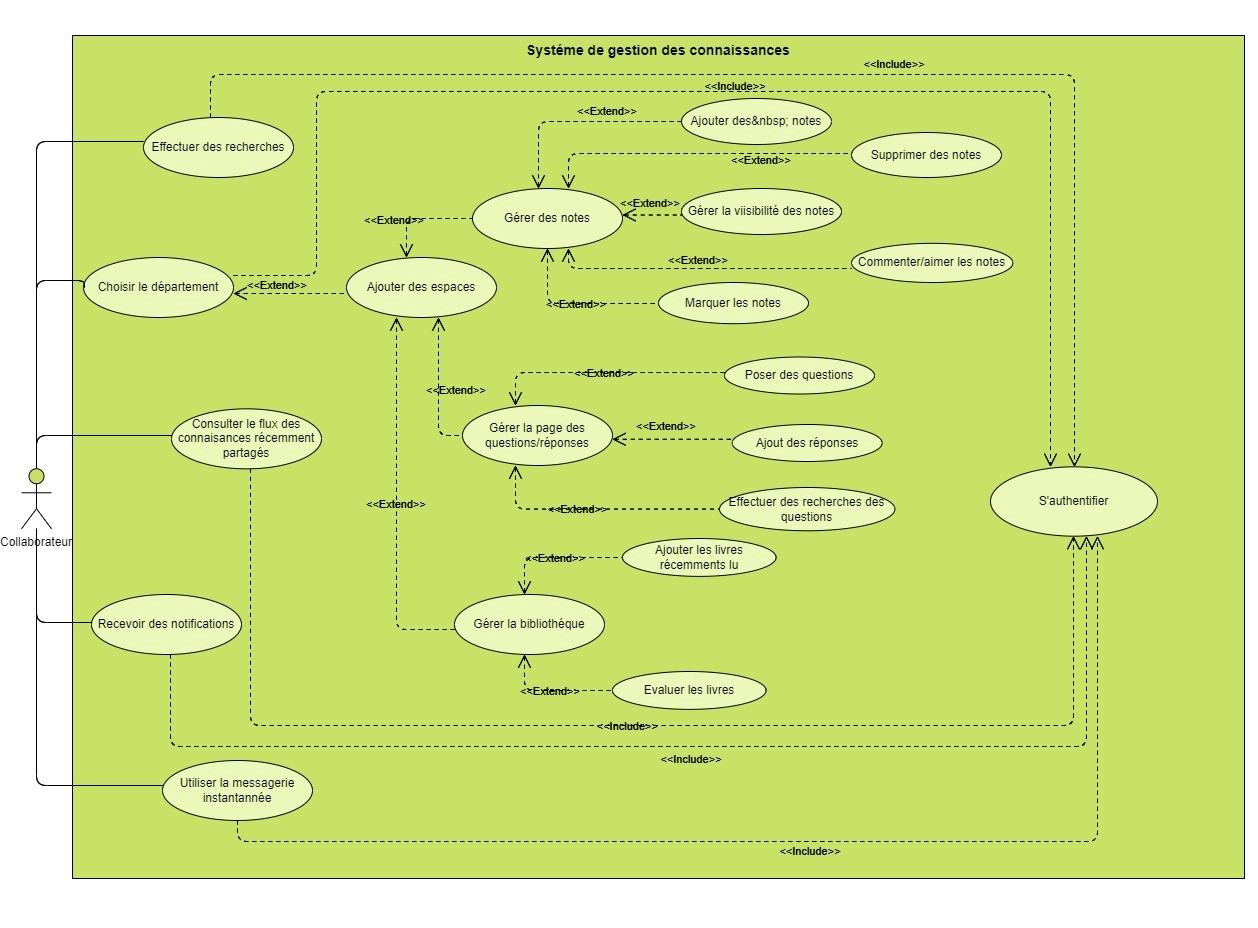 Systéme de gestion des connaissances
<<Include>>
<<Include>>
<<Extend>>
Ajouter des&nbsp; notes
Effectuer des recherches
Supprimer des notes
<<Extend>>
<<Extend>>
Gérer la viisibilité des notes
<<Extend>>
Gérer des notes
<<Extend>>
Commenter/aimer les notes
Choisir le département
<<Extend>>
Ajouter des espaces
<<Extend>>
Marquer les notes
<<Extend>>
Poser des questions
<<Extend>>
Consulter le flux des
connaisances récemment
partagés
Gérer la page des
questions/réponses
<<Extend>>
Ajout des réponses
S'authentifier
<<Extend>>
<<Extend>>
Effectuer des recherches des
questions
Collaborateur
<<Extend>>
Ajouter les livres
récemments lu
Recevoir des notifications
Gérer la bibliothéque
<<Extend>>
Evaluer les livres
<<Include>>
<<Include>>
Utiliser la messagerie
instantannée
<<Include>>